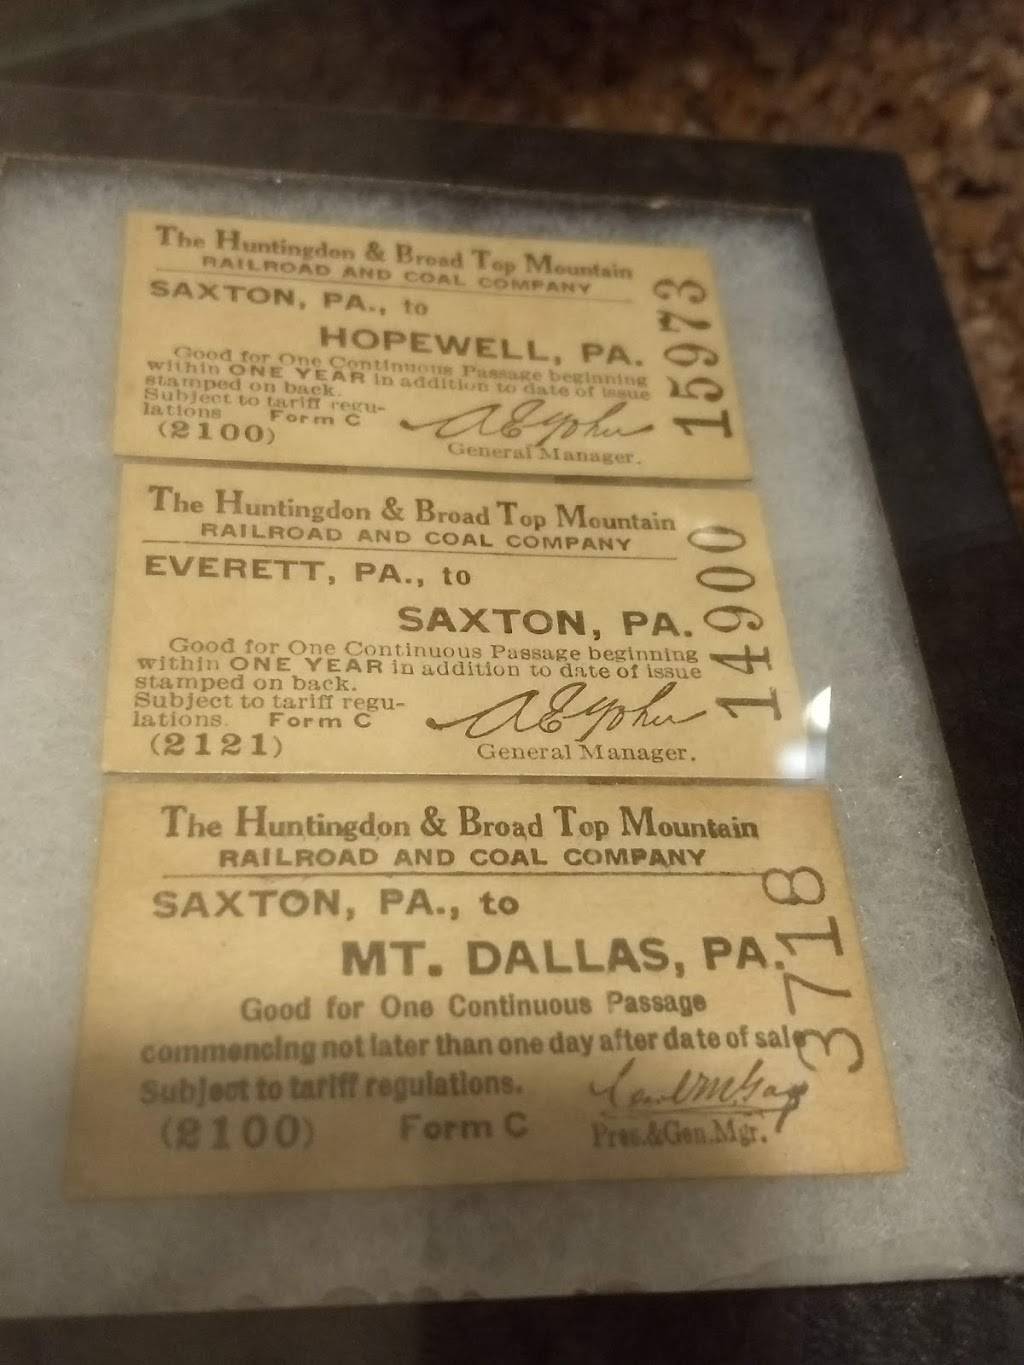 The Huntingdon & Broad Top Mountain
RAILROAD AND COAL COMPANY
SAXTON, PA., to
HOPEWELL, PA.
Good for One Continuous Passage beginning
within ONE YEAR in addition to date of issue
stamped on back.
Subject to tariff regu-
lations Form C
(2100)
General Manager.
15973
The Huntingdon & Broad Top Mountain
RAILROAD AND COAL COMPANY
EVERETT, PA., to
SAXTON, PA.
Good for One Continuous Passage beginning
within ONE YEAR in addition to date of issue
stamped on back.
Subject to tariff regu-
lations. Form C
(2121)
General Manager.
14900
The Huntingdon & Broad Top Mountain
RAILROAD AND COAL COMPANY
SAXTON, PA., to
MT. DALLAS, PA.
Good for One Continuous Passage
commencing not later than one day after date of sale
Subject to tariff regulations.
(2100) Form C
Pres.&Gen.Mgr.
3718